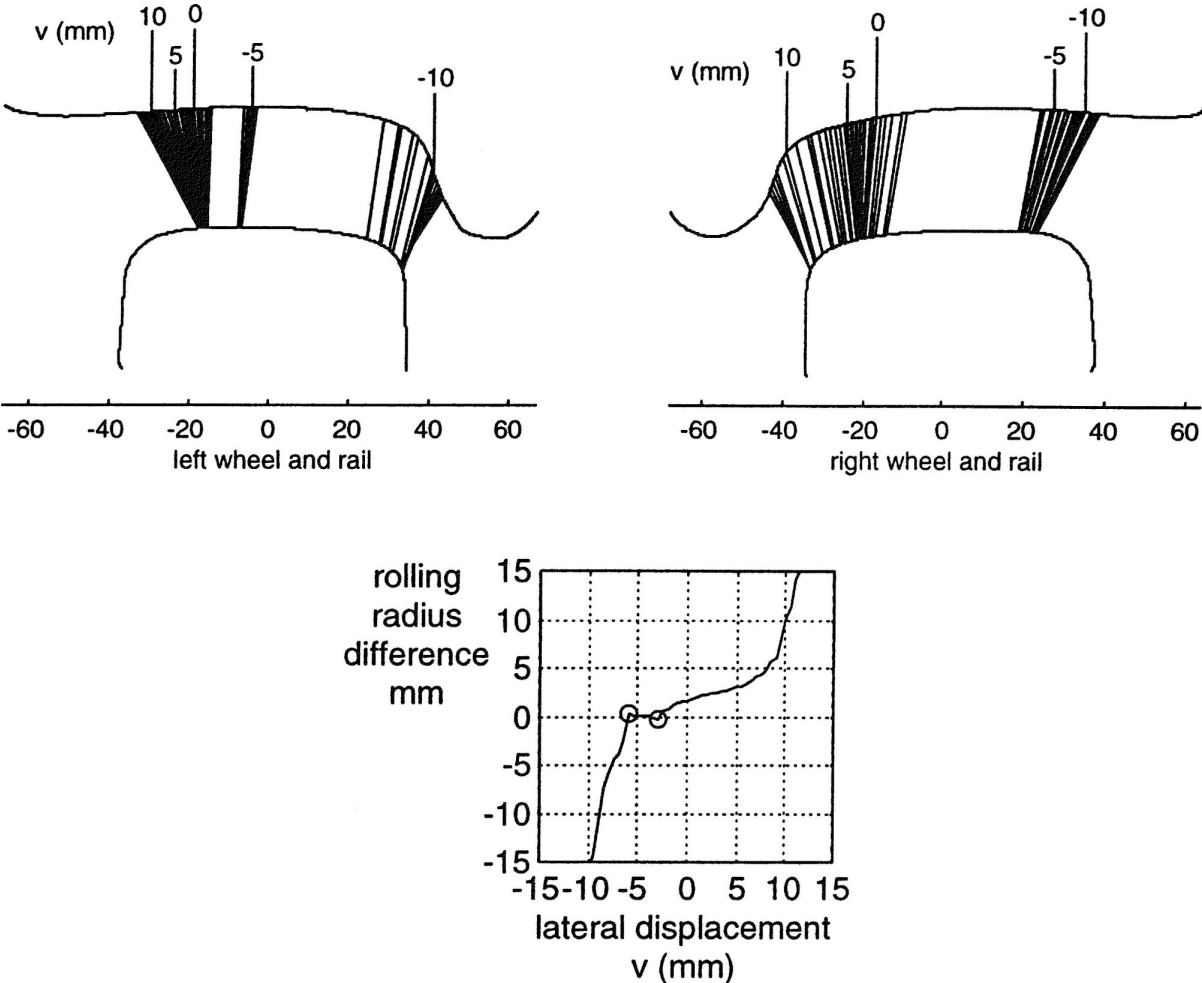 v (mm)
10
5
0
-5
-10
-60 -40 -20 0 20 40 60
left wheel and rail
v (mm)
10
5
0
-5
-10
-60 -40 -20 0 20 40 60
right wheel and rail
rolling
radius
difference
mm
15
10
5
0
-5
-10
-15
-15 -10 -5 0 5 10 15
lateral displacement
v (mm)